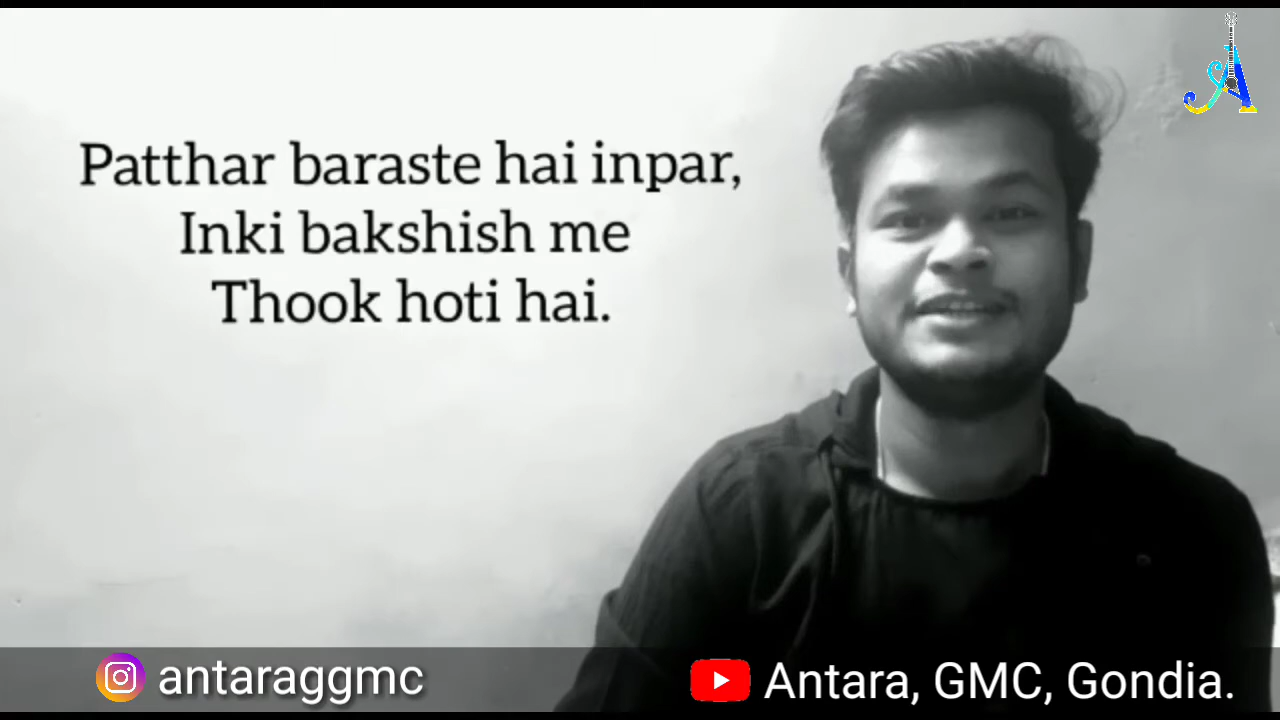 Patthar baraste hai inpar,
Inki bakshish me
Thook hoti hai.
antaraggmc
Antara, GMC, Gondia.